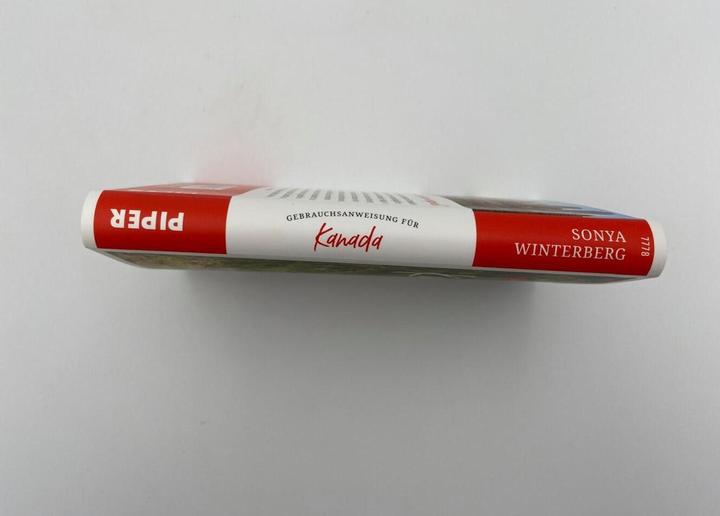 PIPER
GEBRAUCHSANWEISUNG FÜR
Kanada
SONYA
WINTERBERG
7778